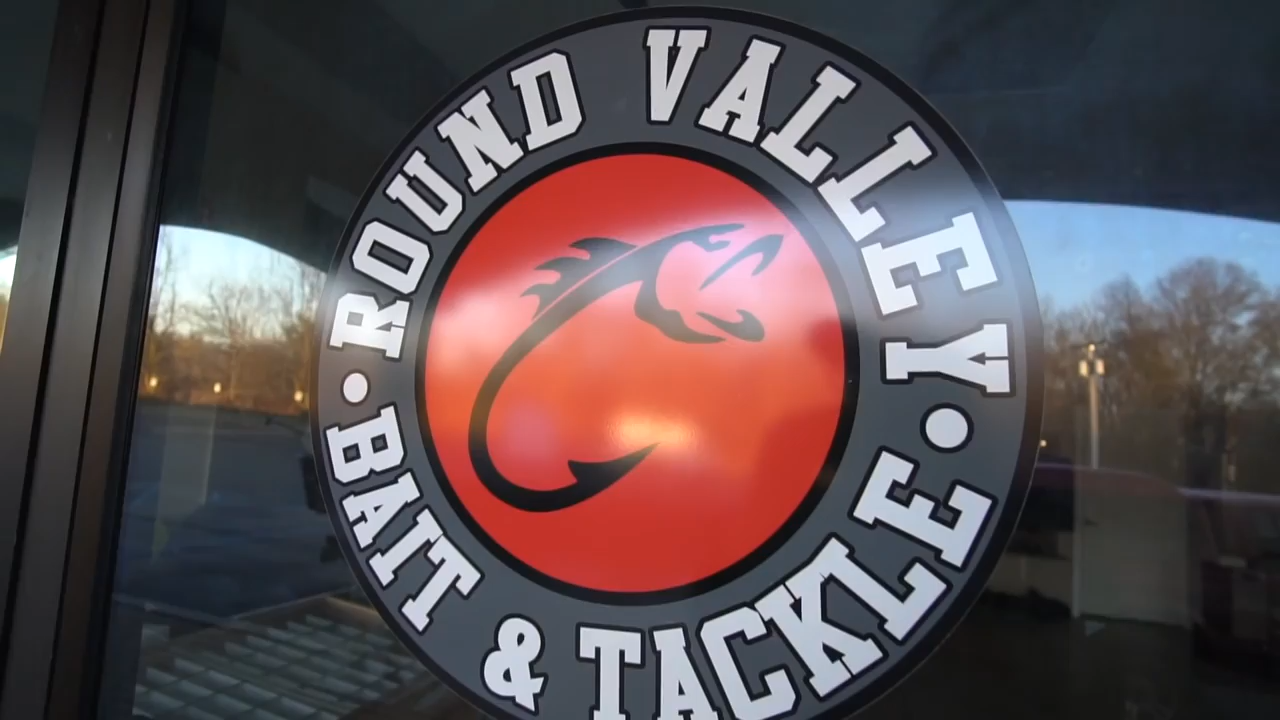 ROUND VALLEY
• BAIT & TACKLE •